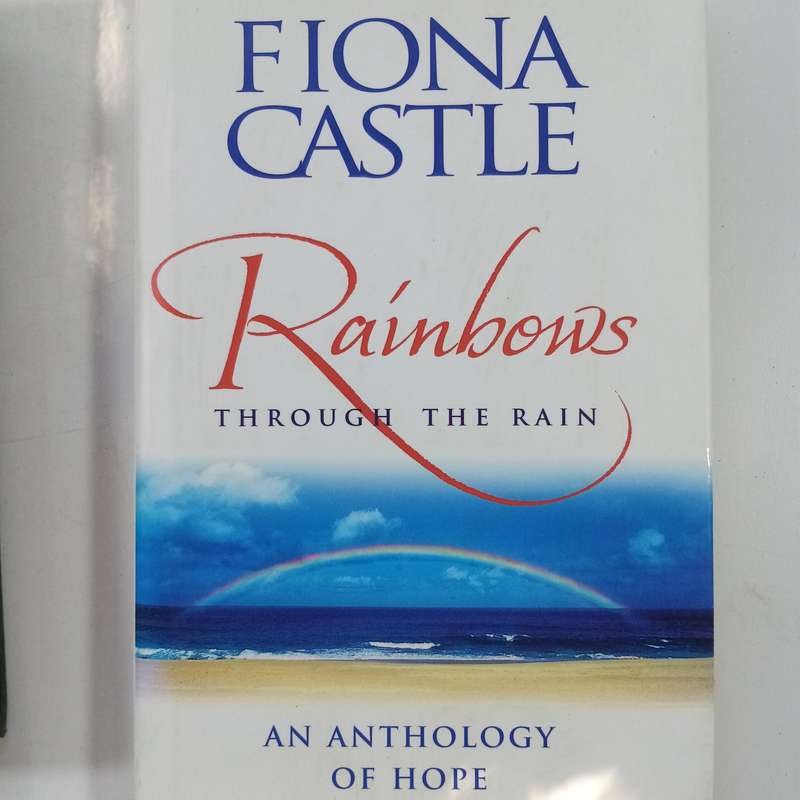 FIONA
CASTLE
Rainbows
THROUGH THE RAIN
AN ANTHOLOGY
OF HOPE